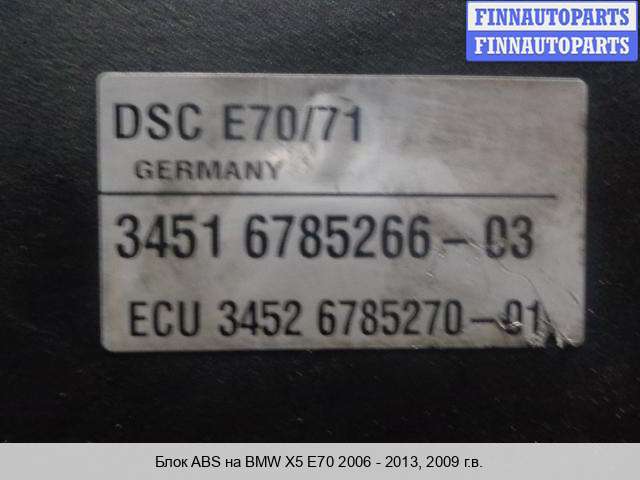 FINNAUTOPARTS
FINNAUTOPARTS
DSC E70/71
GERMANY
3451 6785266-03
ECU 3452 6785270-01
Блок ABS на BMW X5 E70 2006 - 2013, 2009 г.в.